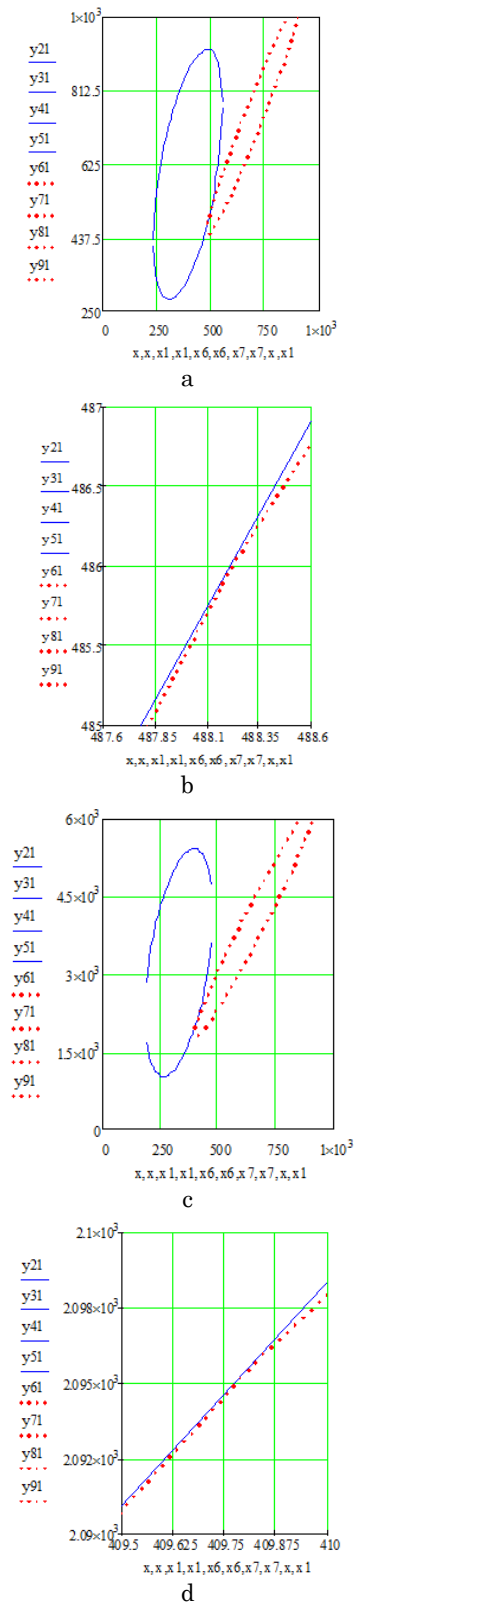 1×10³
y21
y31
812.5
y41
y51
y61
625
y71
y81
437.5
y91
250
0 250 500 750 1×10³
x,x,x1,x1,x6,x6,x7,x7,x,x1
a
487
y21
y31
486.5
y41
y51
486
y61
y71
485.5
y81
y91
485
487.6 487.85 488.1 488.35 488.6
x,x,x1,x1,x6,x6,x7,x7,x,x1
b
6×10³
y21
y31
4.5×10³
y41
y51
3×10³
y61
y71
1.5×10³
y81
y91
0
0 250 500 750 1×10³
x,x,x1,x1,x6,x6,x7,x7,x,x1
c
2.1×10³
y21
y31
2.098×10³
y41
y51
2.095×10³
y61
y71
2.092×10³
y81
y91
2.09×10³
409.5 409.625 409.75 409.875 410
x,x,x1,x1,x6,x6,x7,x7,x,x1
d